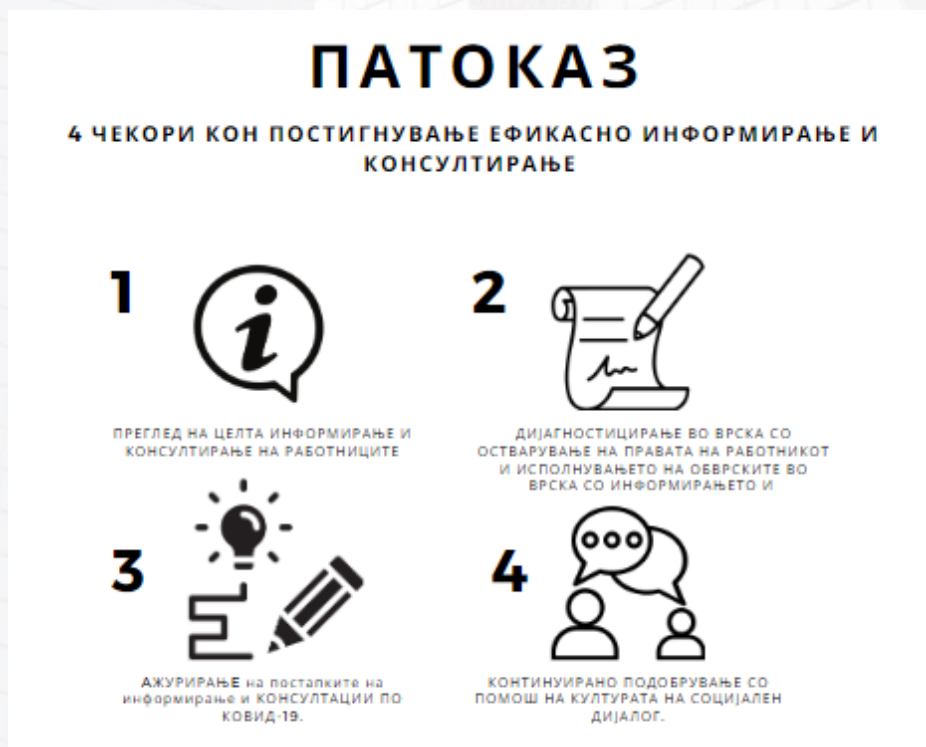 ПАТОКАЗ
4 ЧЕКОРИ КОН ПОСТИГНУВАЊЕ ЕФИКАСНО ИНФОРМИРАЊЕ И
КОНСУЛТИРАЊЕ
1
ПРЕГЛЕД НА ЦЕЛТА ИНФОРМИРАЊЕ И
КОНСУЛТИРАЊЕ НА РАБОТНИЦИТЕ
2
ДИЈАГНОСТИЦИРАЊЕ ВО ВРСКА СО
ОСТВАРУВАЊЕ НА ПРАВАТА НА РАБОТНИКОТ
И ИСПОЛНУВАЊЕТО НА ОБВРСКИТЕ ВО
ВРСКА СО ИНФОРМИРАЊЕТО И
3
АЖУРИРАЊЕ на постапките на
информирање и КОНСУЛТАЦИИ ПО
КОВИД-19.
4
КОНТИНУИРАНО ПОДОБРУВАЊЕ СО
ПОМОШ НА КУЛТУРАТА НА СОЦИЈАЛЕН
ДИЈАЛОГ.